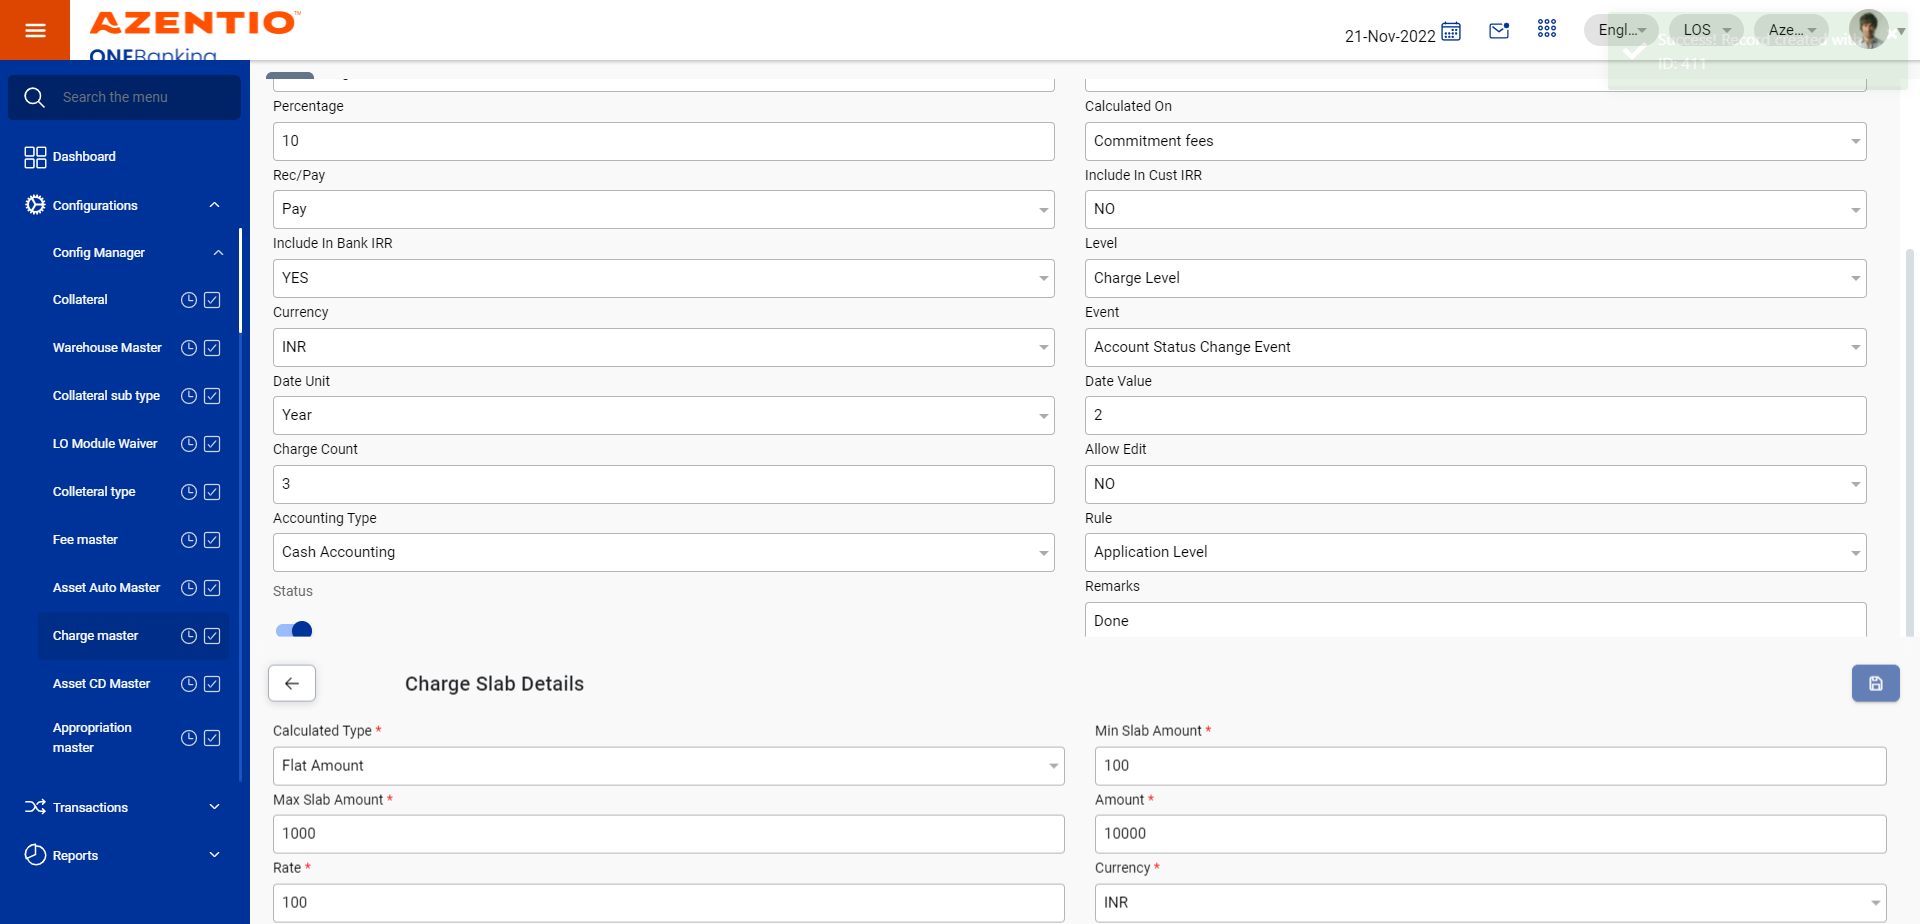 AZENTIO™
ONEBanking
21-Nov-2022
Engl...
LOS
Aze...
Success! Record created with
ID: 411
Search the menu
Dashboard
Configurations
Config Manager
Collateral
Warehouse Master
Collateral sub type
LO Module Waiver
Colleteral type
Fee master
Asset Auto Master
Charge master
Asset CD Master
Appropriation
master
Transactions
Reports
Percentage
10
Calculated On
Commitment fees
Rec/Pay
Pay
Include In Cust IRR
NO
Include In Bank IRR
YES
Level
Charge Level
Currency
INR
Event
Account Status Change Event
Date Unit
Year
Date Value
2
Charge Count
3
Allow Edit
NO
Accounting Type
Cash Accounting
Rule
Application Level
Status
Remarks
Done
Charge Slab Details
Calculated Type *
Flat Amount
Min Slab Amount *
100
Max Slab Amount *
1000
Amount *
10000
Rate *
100
Currency *
INR